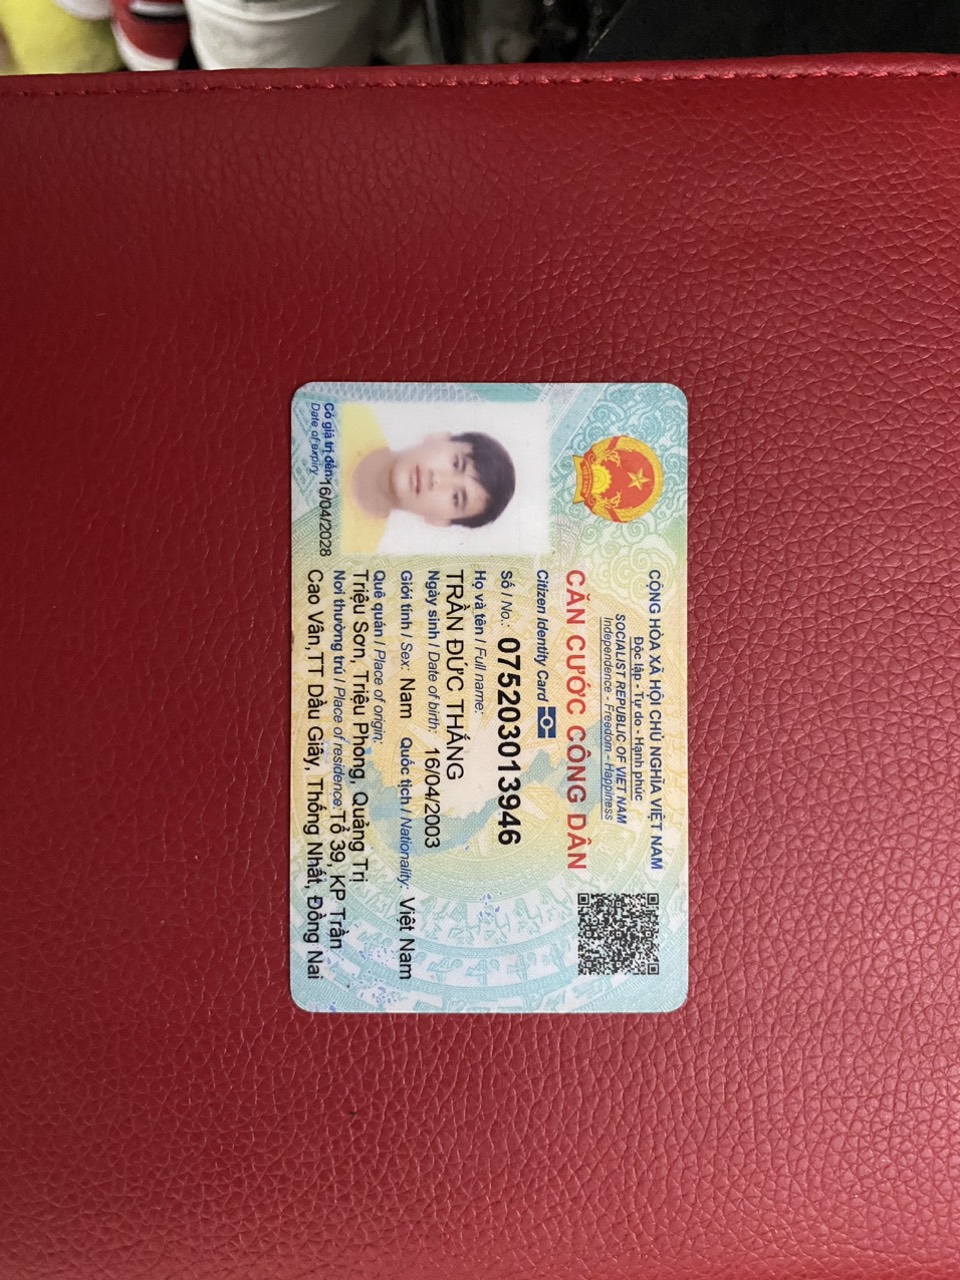 CỘNG HÒA XÃ HỘI CHỦ NGHĨA VIỆT NAM
Độc lập - Tự do - Hạnh phúc
SOCIALIST REPUBLIC OF VIET NAM
Independence - Freedom - Happiness
CĂN CƯỚC CÔNG DÂN
Citizen Identity Card
Số / No.: 075203013946
Họ và tên / Full name:
TRẦN ĐỨC THẮNG
Ngày sinh / Date of birth: 16/04/2003
Giới tính / Sex: Nam Quốc tịch / Nationality: Việt Nam
Quê quán / Place of origin:
Triệu Sơn, Triệu Phong, Quảng Trị
Nơi thường trú / Place of residence: Tổ 39, KP Trần
Cao Vân,TT Dầu Giây, Thống Nhất, Đồng Nai
Có giá trị đến: 16/04/2028
Date of expiry